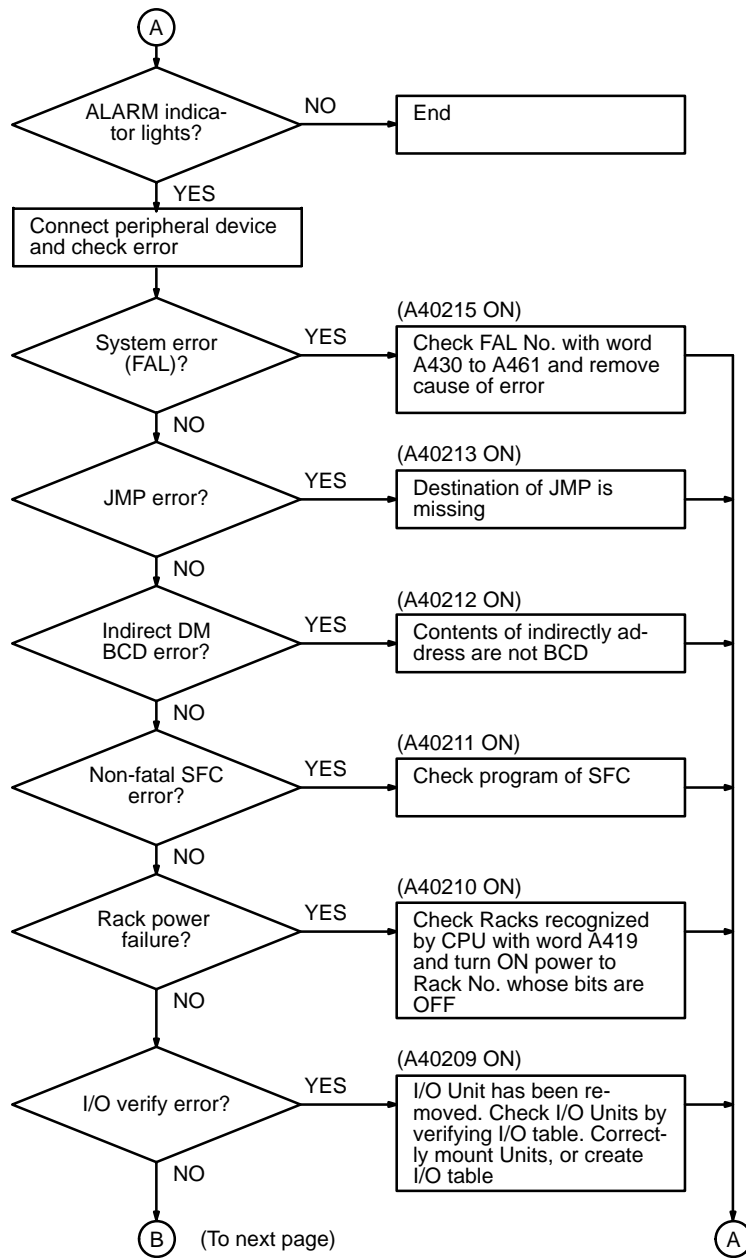 A
ALARM indica-
tor lights?
NO
End
YES
Connect peripheral device
and check error
System error
(FAL)?
YES
(A40215 ON)
Check FAL No. with word
A430 to A461 and remove
cause of error
NO
JMP error?
YES
(A40213 ON)
Destination of JMP is
missing
NO
Indirect DM
BCD error?
YES
(A40212 ON)
Contents of indirectly ad-
dress are not BCD
NO
Non-fatal SFC
error?
YES
(A40211 ON)
Check program of SFC
NO
Rack power
failure?
YES
(A40210 ON)
Check Racks recognized
by CPU with word A419
and turn ON power to
Rack No. whose bits are
OFF
NO
I/O verify error?
YES
(A40209 ON)
I/O Unit has been re-
moved. Check I/O Units by
verifying I/O table. Correct-
ly mount Units, or create
I/O table
NO
B
(To next page)
A